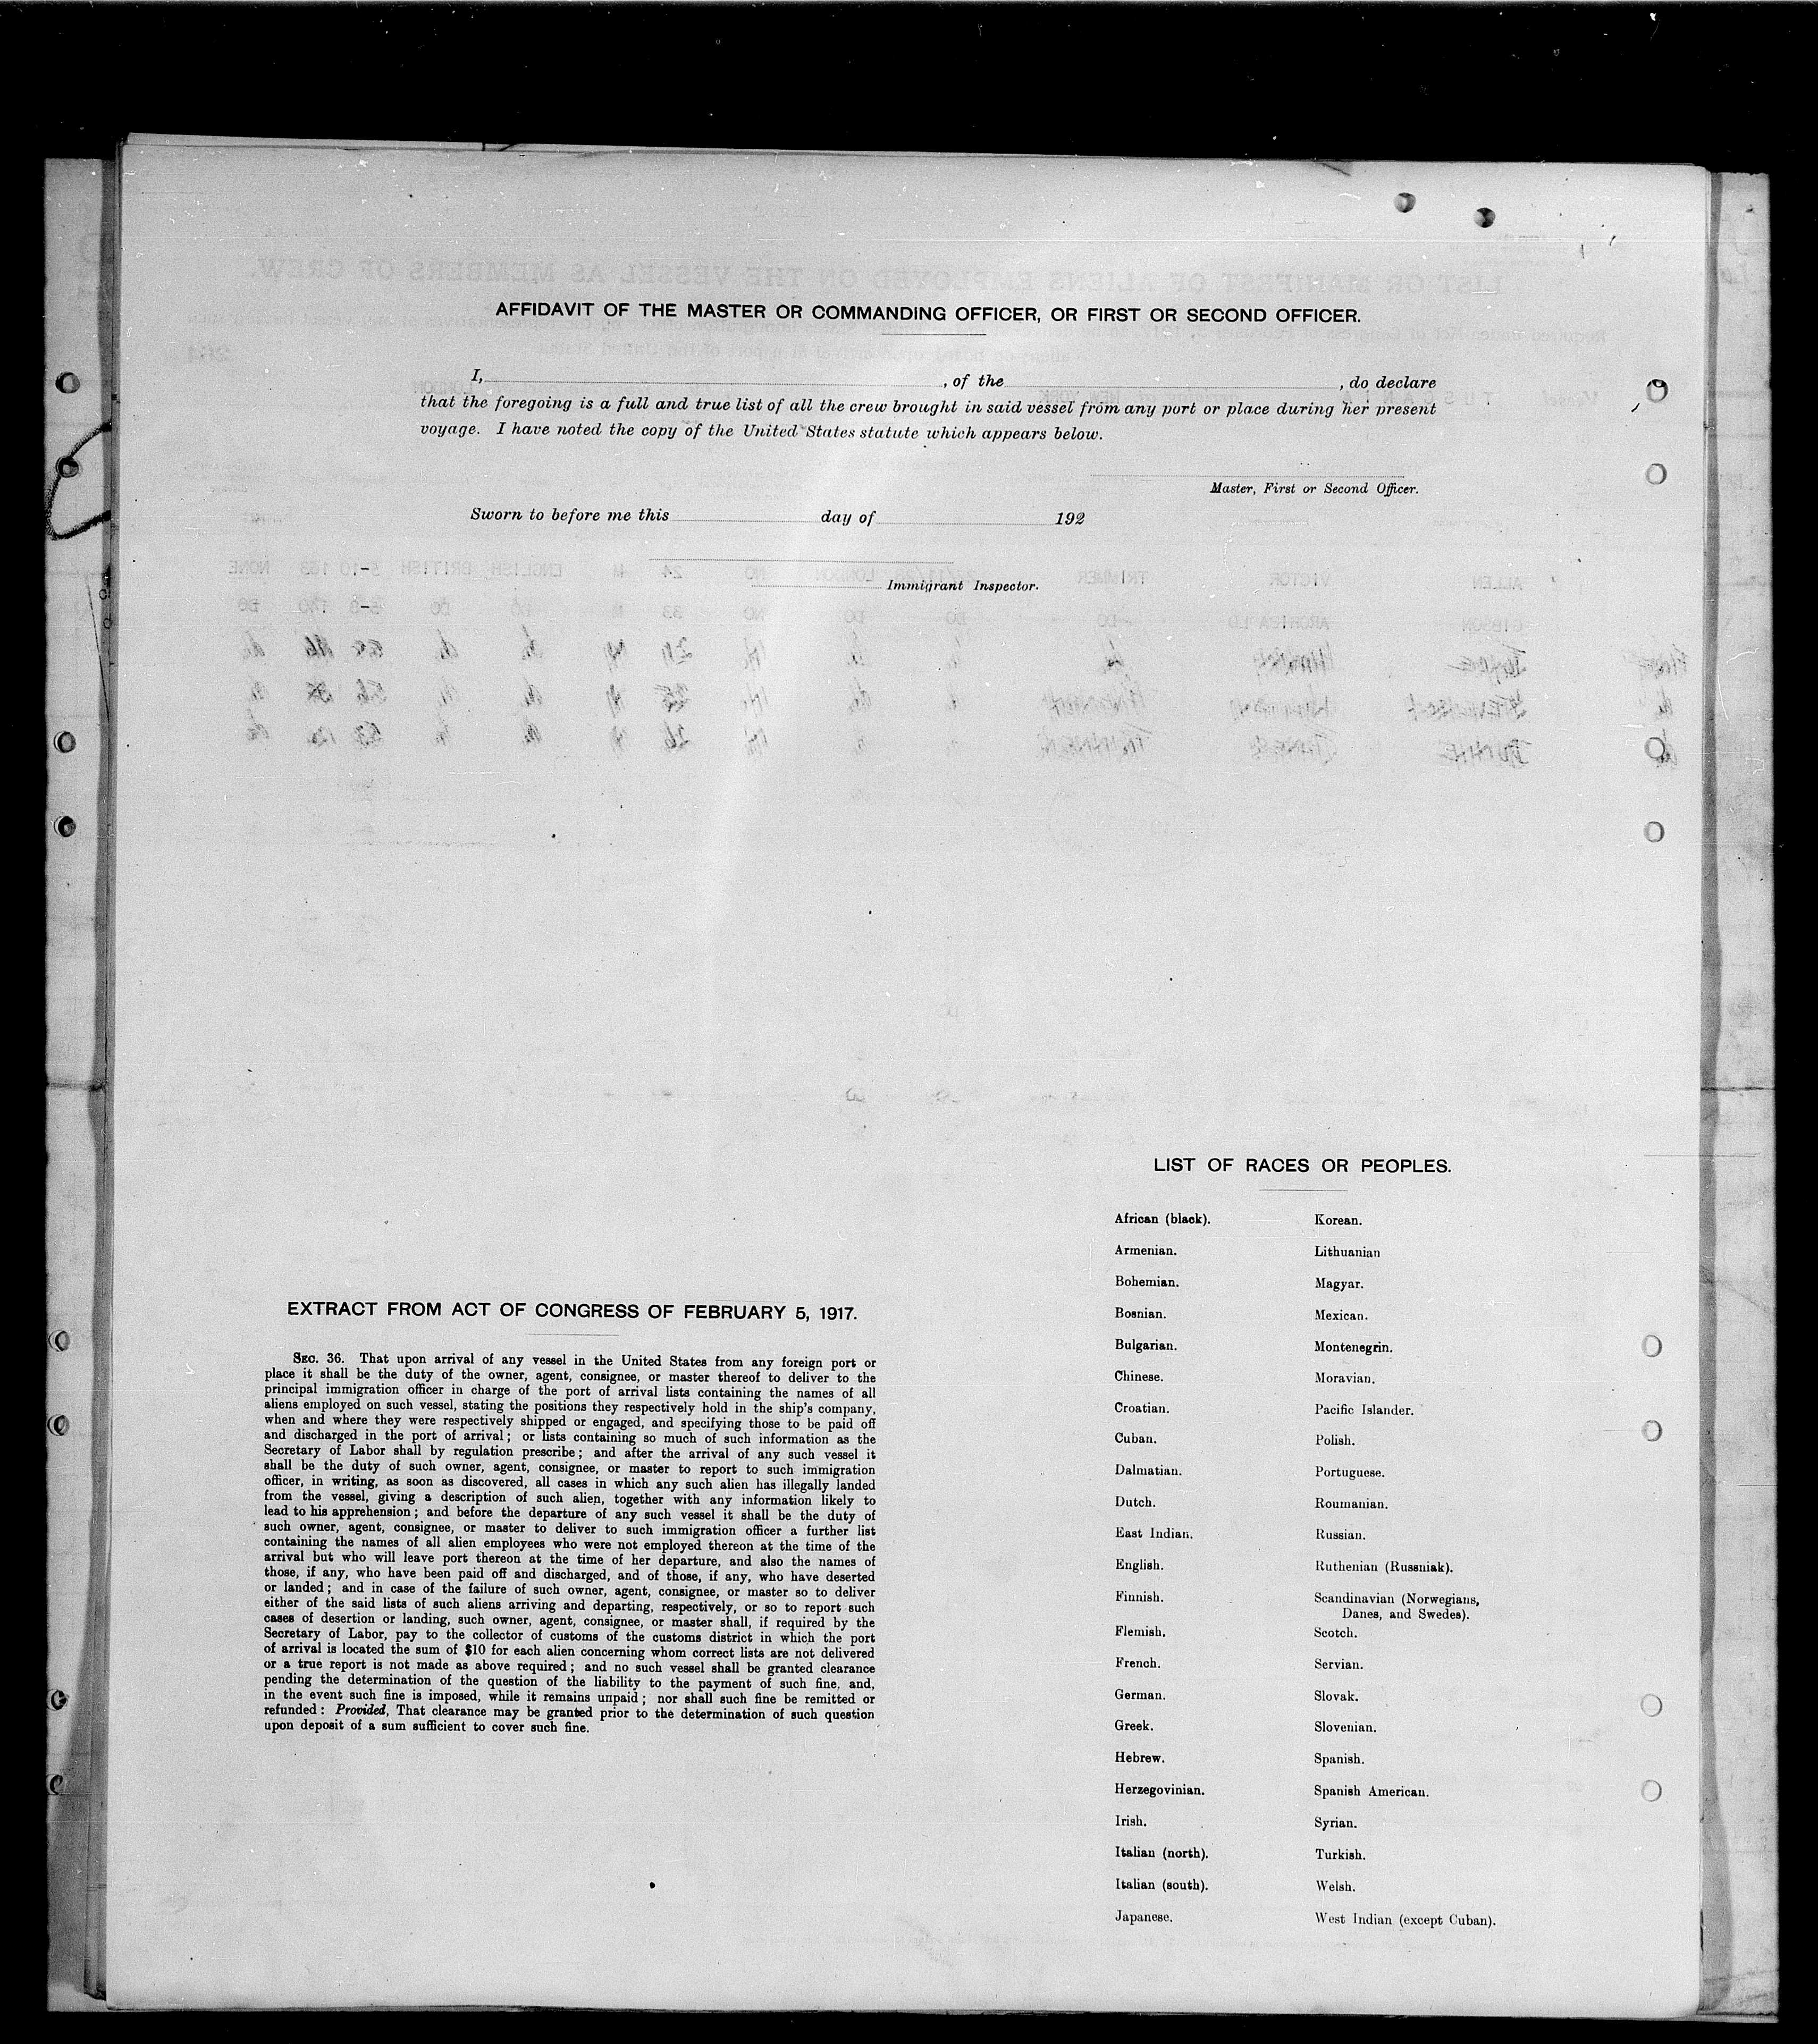 AFFIDAVIT OF THE MASTER OR COMMANDING OFFICER, OR FIRST OR SECOND OFFICER.
I, , of the , do declare
that the foregoing is a full and true list of all the crew brought in said vessel from any port or place during her present
voyage. I have noted the copy of the United States statute which appears below.
Master, First or Second Officer.
Sworn to before me this day of 192
Immigrant Inspector.
EXTRACT FROM ACT OF CONGRESS OF FEBRUARY 5, 1917.
SEC. 36. That upon arrival of any vessel in the United States from any foreign port or
place it shall be the duty of the owner, agent, consignee, or master thereof to deliver to the
principal immigration officer in charge of the port of arrival lists containing the names of all
aliens employed on such vessel, stating the positions they respectively hold in the ship's company,
when and where they were respectively shipped or engaged, and specifying those to be paid off
and discharged in the port of arrival; or lists containing so much of such information as the
Secretary of Labor shall by regulation prescribe; and after the arrival of any such vessel it
shall be the duty of such owner, agent, consignee, or master to report to such immigration
officer, in writing, as soon as discovered, all cases in which any such alien has illegally landed
from the vessel, giving a description of such alien, together with any information likely to
lead to his apprehension; and before the departure of any such vessel it shall be the duty of
such owner, agent, consignee, or master to deliver to such immigration officer a further list
containing the names of all alien employees who were not employed thereon at the time of the
arrival but who will leave port thereon at the time of her departure, and also the names of
those, if any, who have been paid off and discharged, and of those, if any, who have deserted
or landed; and in case of the failure of such owner, agent, consignee, or master so to deliver
either of the said lists of such aliens arriving and departing, respectively, or so to report such
cases of desertion or landing, such owner, agent, consignee, or master shall, if required by the
Secretary of Labor, pay to the collector of customs of the customs district in which the port
of arrival is located the sum of $10 for each alien concerning whom correct lists are not delivered
or a true report is not made as above required; and no such vessel shall be granted clearance
pending the determination of the question of the liability to the payment of such fine, and,
in the event such fine is imposed, while it remains unpaid; nor shall such fine be remitted or
refunded: Provided, That clearance may be granted prior to the determination of such question
upon deposit of a sum sufficient to cover such fine.
LIST OF RACES OR PEOPLES.
African (black).
Armenian.
Bohemian.
Bosnian.
Bulgarian.
Chinese.
Croatian.
Cuban.
Dalmatian.
Dutch.
East Indian.
English.
Finnish.
Flemish.
French.
German.
Greek.
Hebrew.
Herzegovinian.
Irish.
Italian (north).
Italian (south).
Japanese.
Korean.
Lithuanian
Magyar.
Mexican.
Montenegrin.
Moravian.
Pacific Islander.
Polish.
Portuguese.
Roumanian.
Russian.
Ruthenian (Russniak).
Scandinavian (Norwegians,
Danes, and Swedes).
Scotch.
Servian.
Slovak.
Slovenian.
Spanish.
Spanish American.
Syrian.
Turkish.
Welsh.
West Indian (except Cuban).